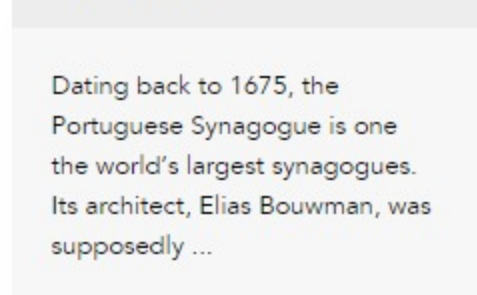 Dating back to 1675, the
Portuguese Synagogue is one
the world's largest synagogues.
Its architect, Elias Bouwman, was
supposedly ...